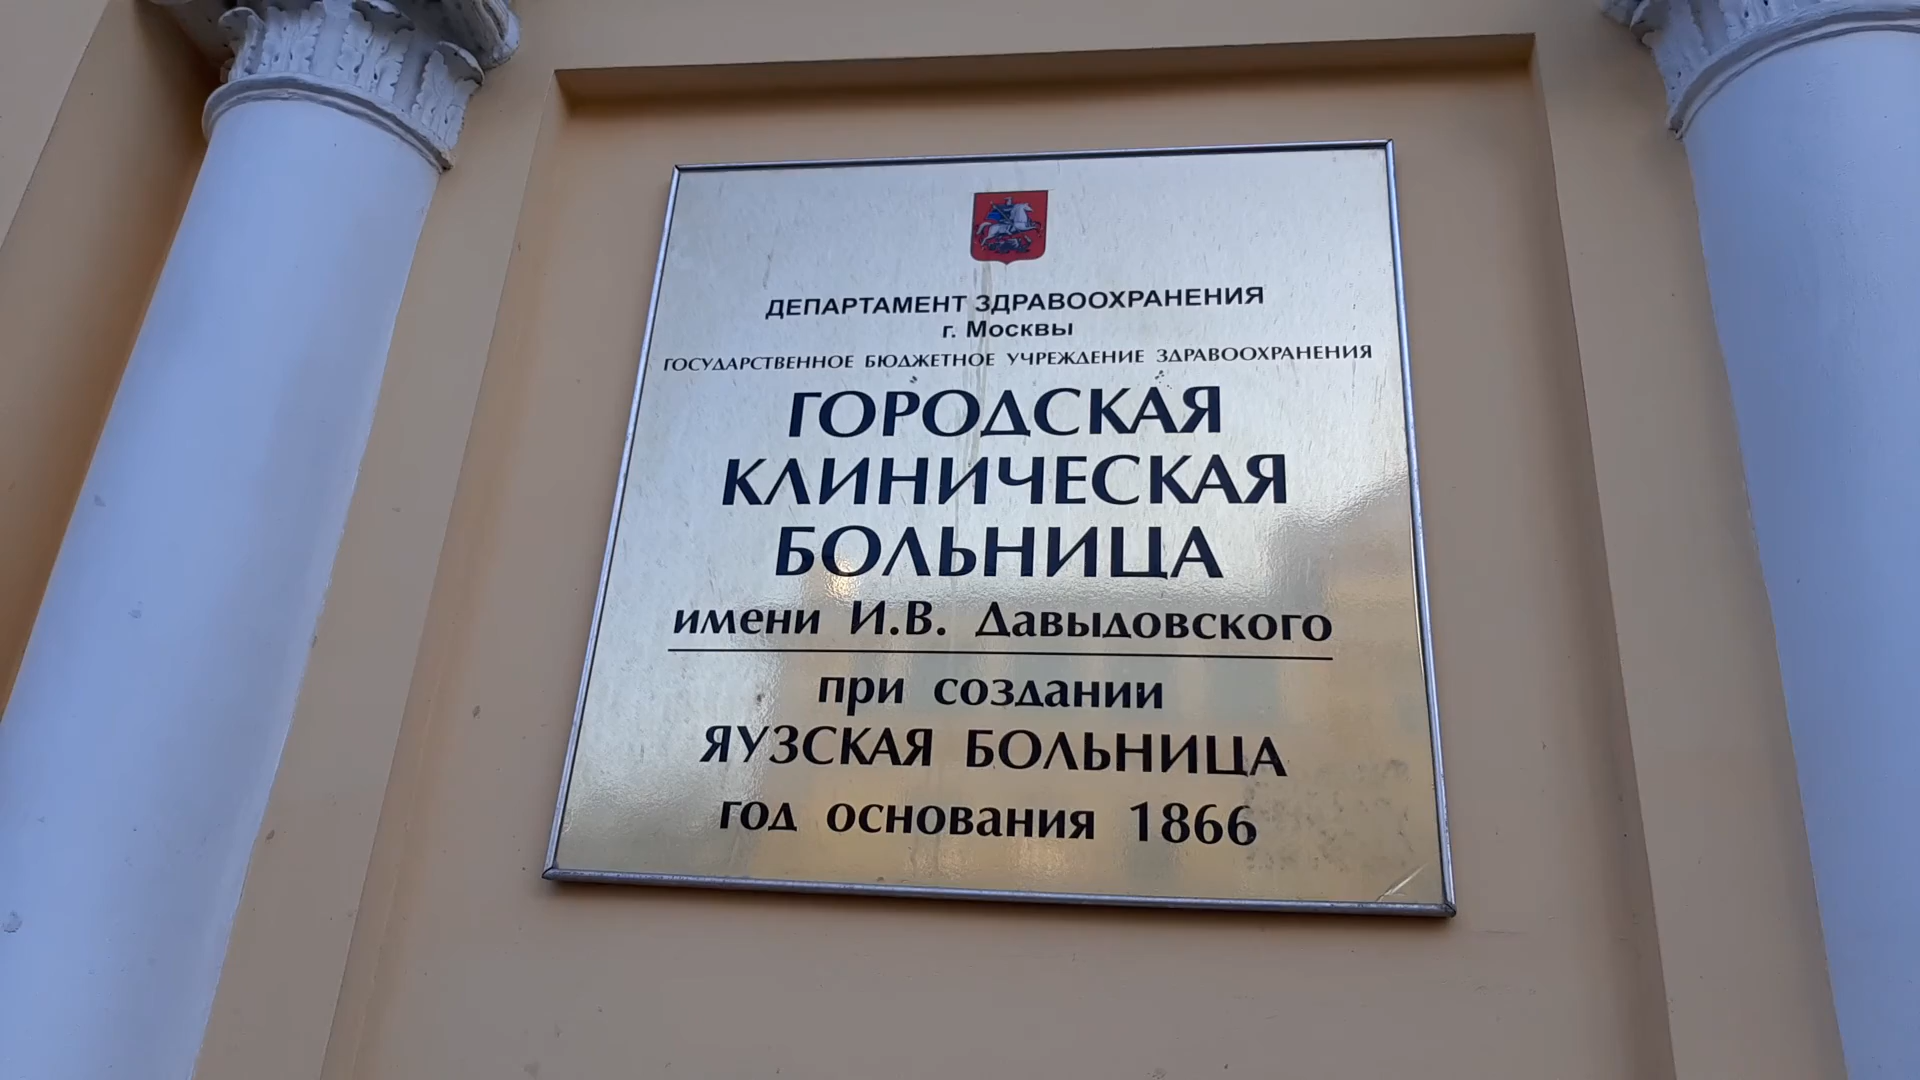 ДЕПАРТАМЕНТ ЗДРАВООХРАНЕНИЯ
г. Москвы
ГОСУДАРСТВЕННОЕ БЮДЖЕТНОЕ УЧРЕЖДЕНИЕ ЗДРАВООХРАНЕНИЯ
ГОРОДСКАЯ
КЛИНИЧЕСКАЯ
БОЛЬНИЦА
имени И.В. Давыдовского
при создании
ЯУЗСКАЯ БОЛЬНИЦА
год основания 1866